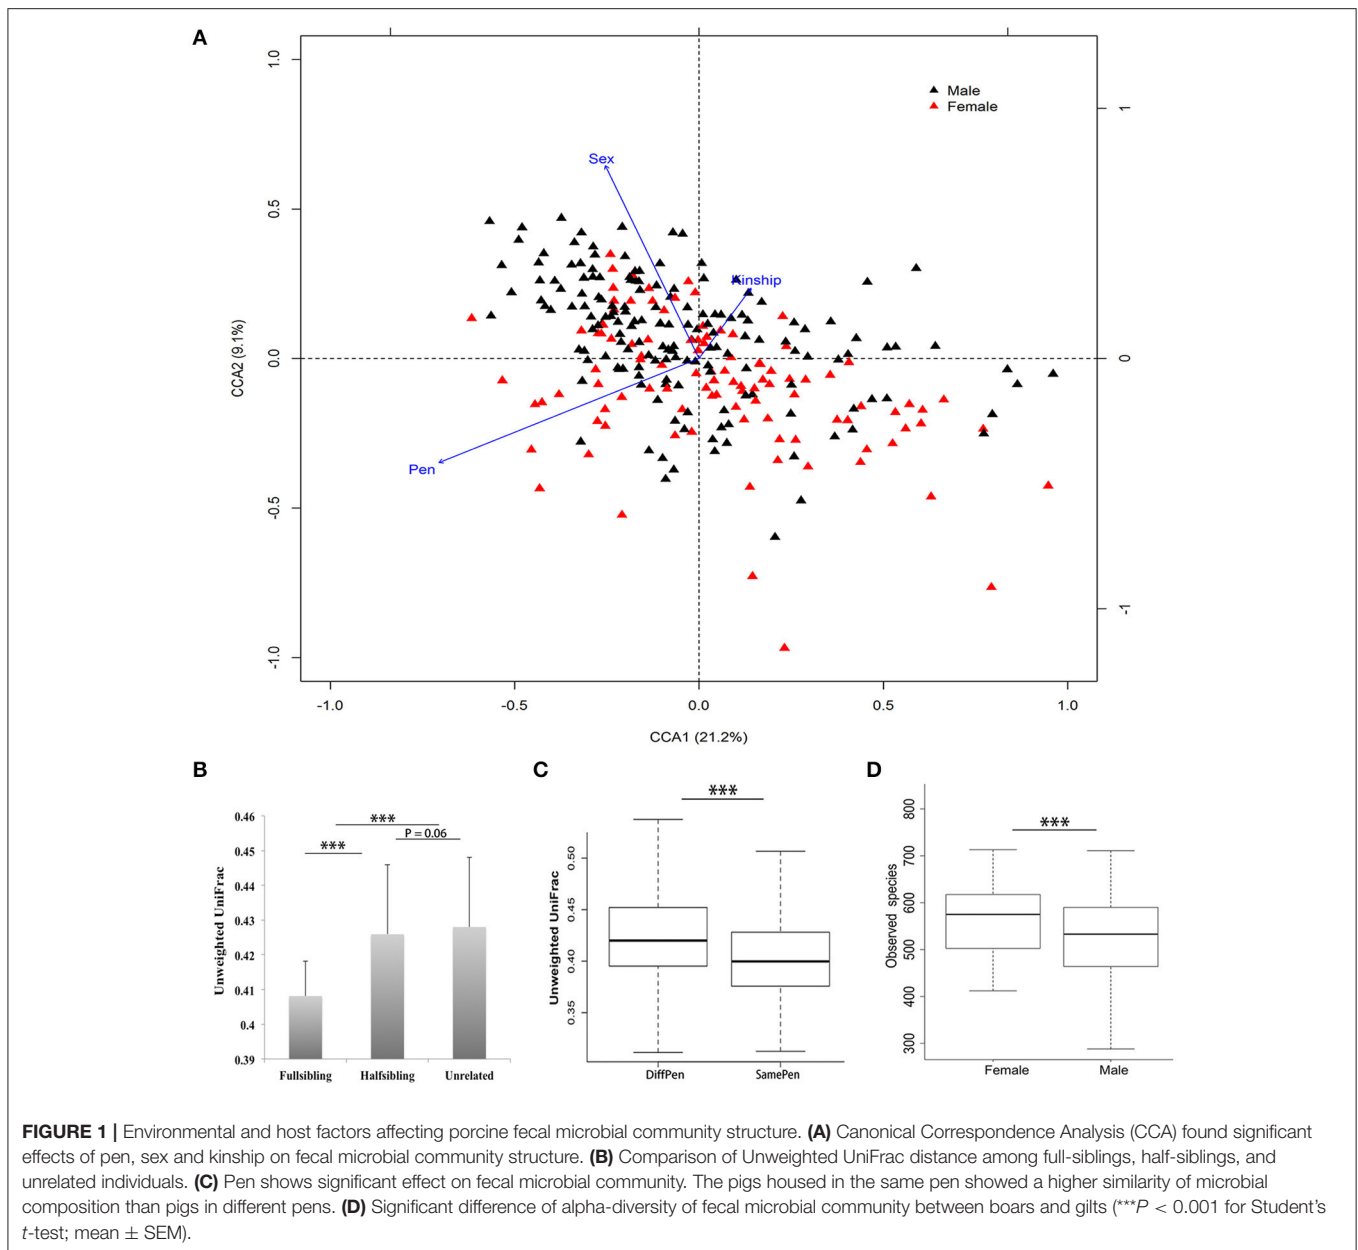 A
Male
Female
Sex
Kinship
Pen
CCA2 (9.1%)
1.0
0.5
0.0
-0.5
-1.0
1
0
-1
-1.0 -0.5 0.0 0.5 1.0
CCA1 (21.2%)
B
Unweighted UniFrac
0.46
0.45
0.44
0.43
0.42
0.41
0.4
0.39
***
***
P = 0.06
Fullsibling Halfsibling Unrelated
C
***
Unweighted UniFrac
0.50
0.45
0.40
0.35
DiffPen SamePen
D
***
Observed species
800
700
600
500
400
300
Female Male
FIGURE 1 | Environmental and host factors affecting porcine fecal microbial community structure. (A) Canonical Correspondence Analysis (CCA) found significant
effects of pen, sex and kinship on fecal microbial community structure. (B) Comparison of Unweighted UniFrac distance among full-siblings, half-siblings, and
unrelated individuals. (C) Pen shows significant effect on fecal microbial community. The pigs housed in the same pen showed a higher similarity of microbial
composition than pigs in different pens. (D) Significant difference of alpha-diversity of fecal microbial community between boars and gilts (***P < 0.001 for Student's
t-test; mean ± SEM).